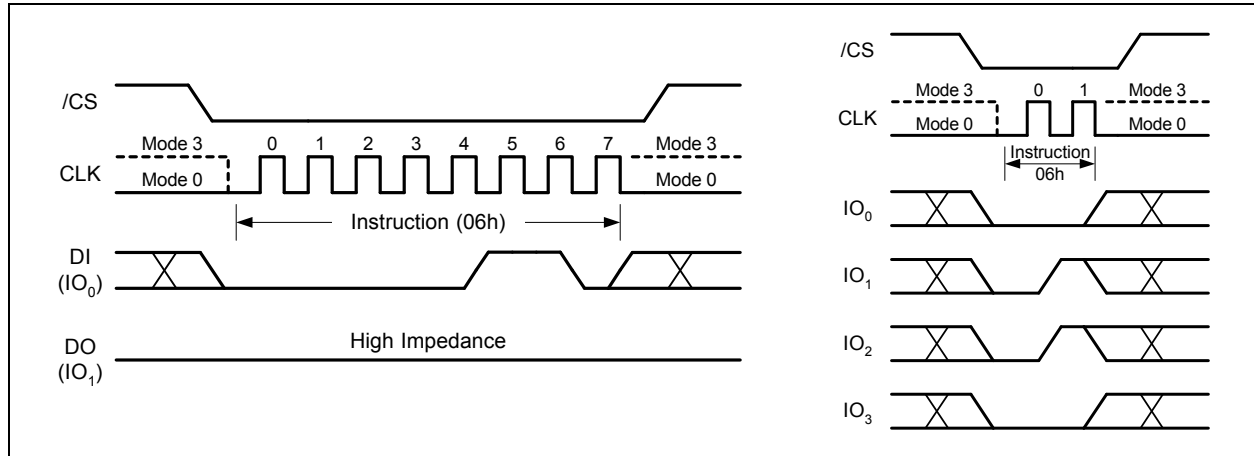 /CS
Mode 3 0 1 2 3 4 5 6 7 Mode 3
CLK Mode 0 Mode 0
Instruction (06h)
DI
(IO0)
High Impedance
DO
(IO1)
/CS
Mode 3 0 1 Mode 3
CLK Mode 0 Mode 0
Instruction
06h
IO0
IO1
IO2
IO3